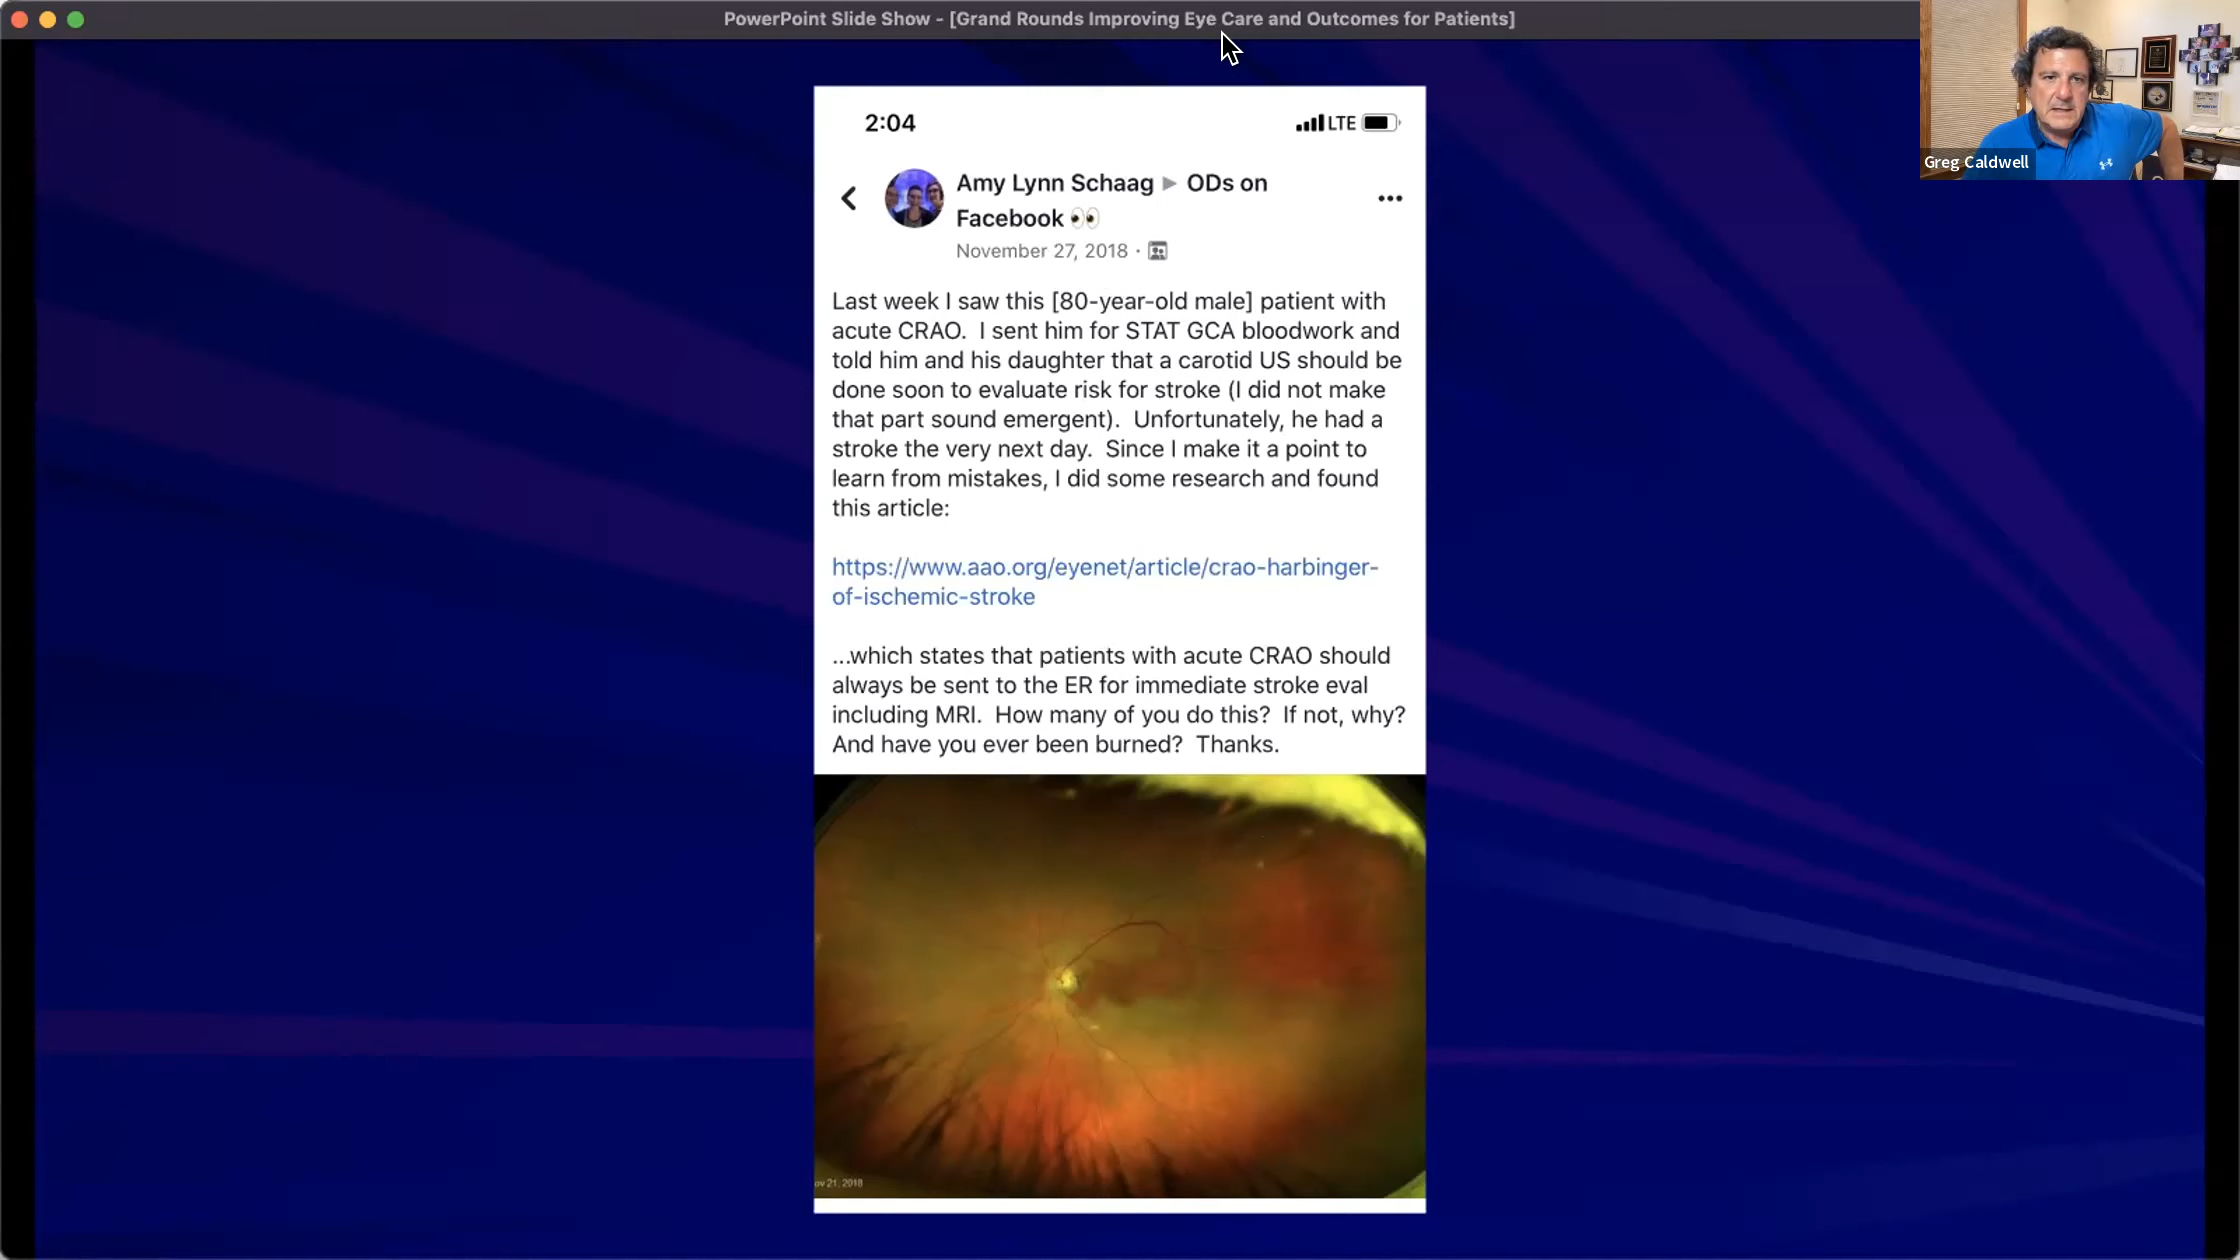 PowerPoint Slide Show - [Grand Rounds Improving Eye Care and Outcomes for Patients]
Greg Caldwell
2:04
LTE
Amy Lynn Schaag ▶ ODs on
Facebook 👀
November 27, 2018 ·
Last week I saw this [80-year-old male] patient with
acute CRAO.  I sent him for STAT GCA bloodwork and
told him and his daughter that a carotid US should be
done soon to evaluate risk for stroke (I did not make
that part sound emergent).  Unfortunately, he had a
stroke the very next day.  Since I make it a point to
learn from mistakes, I did some research and found
this article:
https://www.aao.org/eyenet/article/crao-harbinger-
of-ischemic-stroke
...which states that patients with acute CRAO should
always be sent to the ER for immediate stroke eval
including MRI.  How many of you do this?  If not, why?
And have you ever been burned?  Thanks.
ov 21, 2018